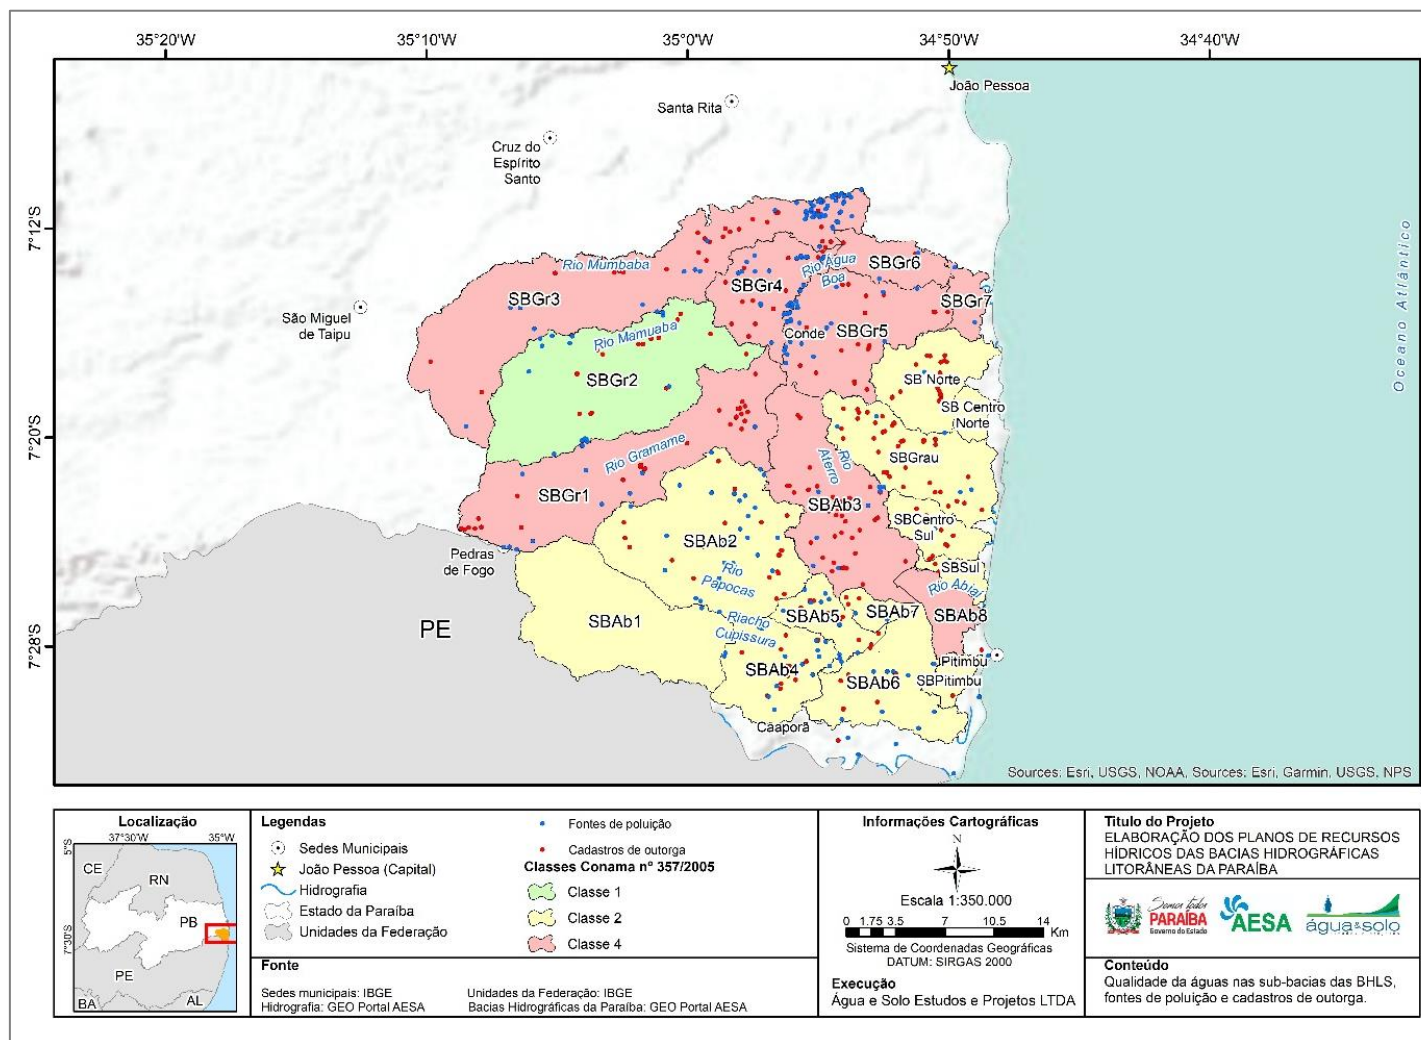 35°20'W
35°10'W
35°0'W
34°50'W
34°40'W
João Pessoa
Santa Rita
Cruz do
Espírito
Santo
7°12'S
Rio Mumbaba
Rio Água
Boa
SBGr6
SBGr4
SBGr3
SBGr7
São Miguel
de Taipu
Rio Mamuaba
Conde
SBGr5
SBGr2
SB Norte
SB Centro
Norte
7°20'S
Rio Gramame
Rio
Aterro
SBGrau
SBGr1
SBAb3
SBCentro
Sul
Pedras
de Fogo
SBAb2
SBSul
Rio
Papocas
Rio Abiaí
SBAb1
SBAb5
SBAb7
SBAb8
Riacho
Cupissura
PE
7°28'S
SBAb4
SBAb6
Pitimbu
SBPitimbu
Caaporã
Oceano Atlântico
Sources: Esri, USGS, NOAA, Sources: Esri, Garmin, USGS, NPS
Localização
37°30'W
35°W
5°S
7°30'S
CE
RN
PB
PE
BA
AL
Legendas
Sedes Municipais
João Pessoa (Capital)
Hidrografia
Estado da Paraíba
Unidades da Federação
Fontes de poluição
Cadastros de outorga
Classes Conama nº 357/2005
Classe 1
Classe 2
Classe 4
Fonte
Sedes municipais: IBGE
Unidades da Federação: IBGE
Hidrografia: GEO Portal AESA
Bacias Hidrográficas da Paraíba: GEO Portal AESA
Informações Cartográficas
N
Escala 1:350.000
0 1.75 3.5 7 10.5 14
Km
Sistema de Coordenadas Geográficas
DATUM: SIRGAS 2000
Execução
Água e Solo Estudos e Projetos LTDA
Titulo do Projeto
ELABORAÇÃO DOS PLANOS DE RECURSOS
HÍDRICOS DAS BACIAS HIDROGRÁFICAS
LITORÂNEAS DA PARAÍBA
Somos todos
PARAÍBA
Governo do Estado
AESA
água&solo
Conteúdo
Qualidade da águas nas sub-bacias das BHLS,
fontes de poluição e cadastros de outorga.